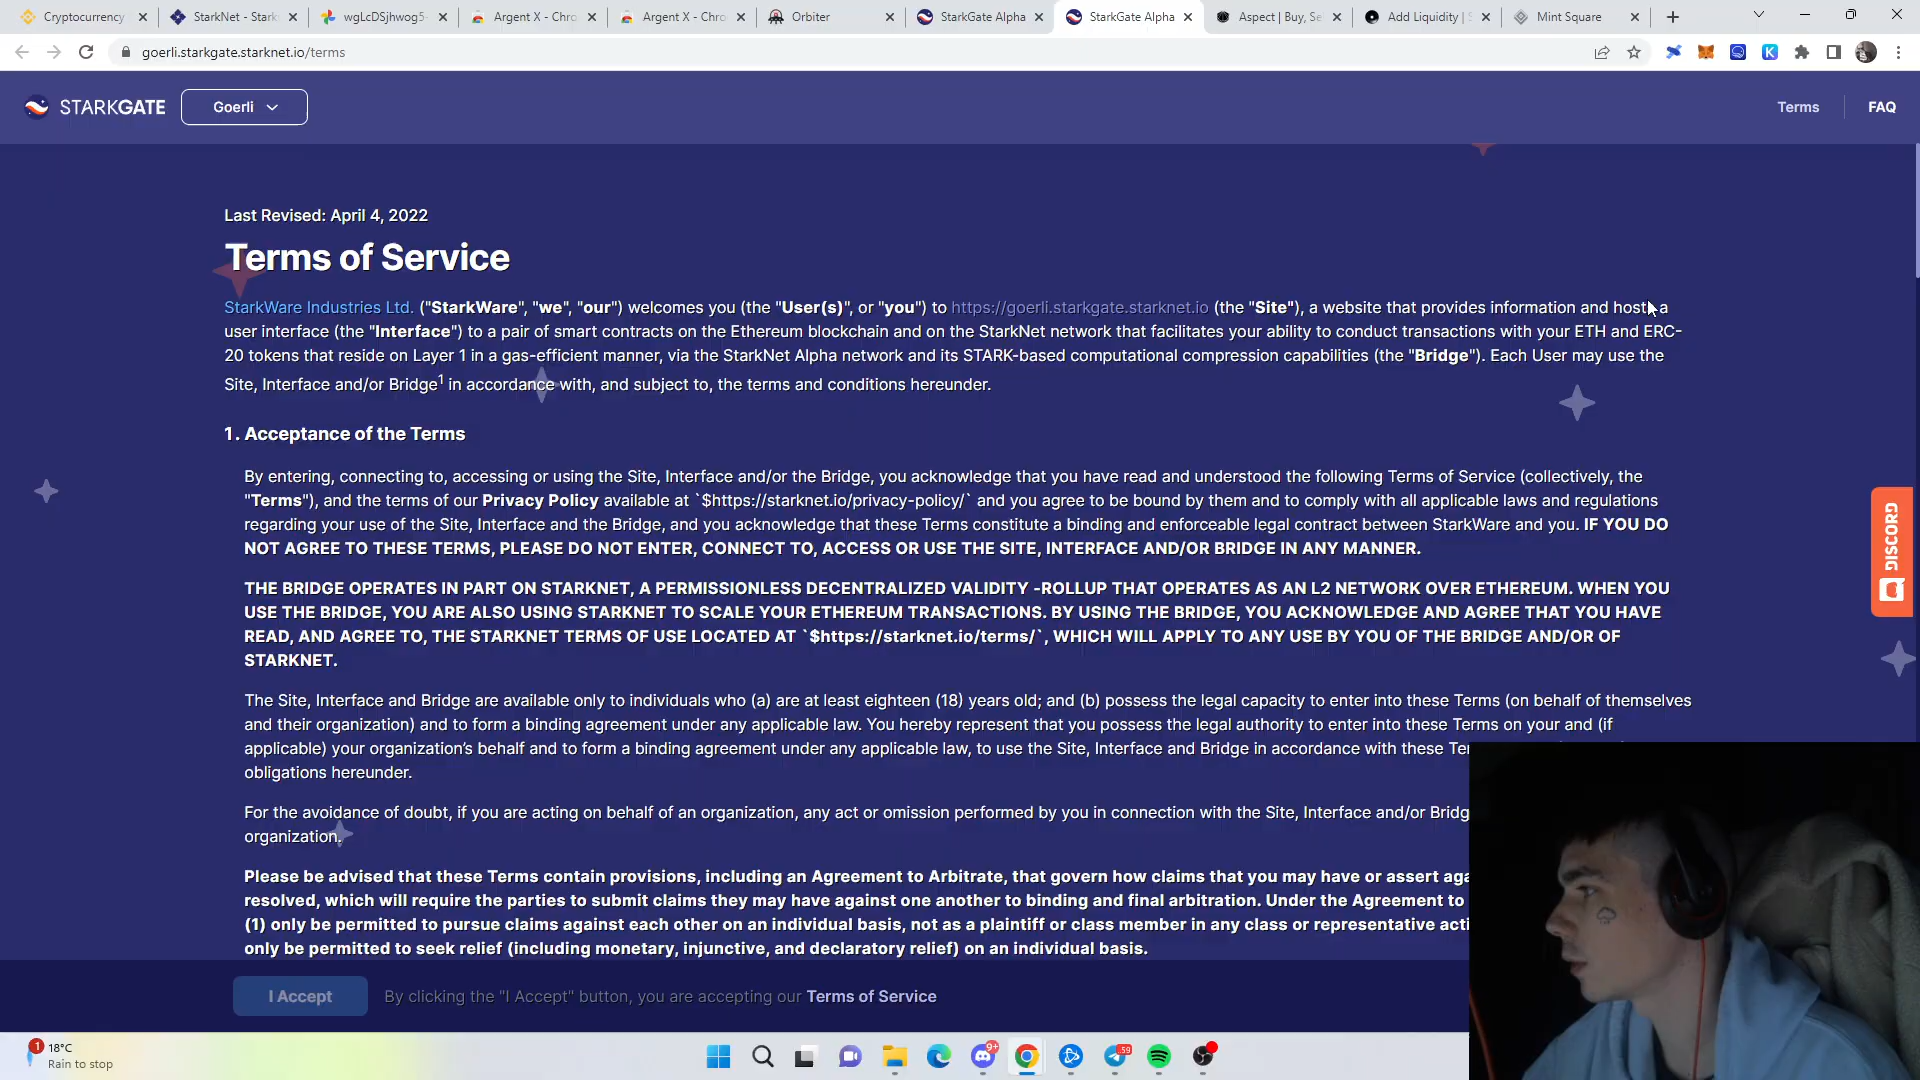 Cryptocurrency
StarkNet - Stark
wgLcDSjhwog5-
Argent X - Chro
Argent X - Chro
Orbiter
StarkGate Alpha
StarkGate Alpha
Aspect | Buy, Se
Add Liquidity |
Mint Square
goerli.starkgate.starknet.io/terms
STARKGATE
Goerli
Terms
FAQ
Last Revised: April 4, 2022
Terms of Service
StarkWare Industries Ltd. ("StarkWare", "we", "our") welcomes you (the "User(s)", or "you") to https://goerli.starkgate.starknet.io (the "Site"), a website that provides information and hosts a
user interface (the "Interface") to a pair of smart contracts on the Ethereum blockchain and on the StarkNet network that facilitates your ability to conduct transactions with your ETH and ERC-
20 tokens that reside on Layer 1 in a gas-efficient manner, via the StarkNet Alpha network and its STARK-based computational compression capabilities (the "Bridge"). Each User may use the
Site, Interface and/or Bridge1 in accordance with, and subject to, the terms and conditions hereunder.
1. Acceptance of the Terms
By entering, connecting to, accessing or using the Site, Interface and/or the Bridge, you acknowledge that you have read and understood the following Terms of Service (collectively, the
"Terms"), and the terms of our Privacy Policy available at `$https://starknet.io/privacy-policy/` and you agree to be bound by them and to comply with all applicable laws and regulations
regarding your use of the Site, Interface and the Bridge, and you acknowledge that these Terms constitute a binding and enforceable legal contract between StarkWare and you. IF YOU DO
NOT AGREE TO THESE TERMS, PLEASE DO NOT ENTER, CONNECT TO, ACCESS OR USE THE SITE, INTERFACE AND/OR BRIDGE IN ANY MANNER.
THE BRIDGE OPERATES IN PART ON STARKNET, A PERMISSIONLESS DECENTRALIZED VALIDITY -ROLLUP THAT OPERATES AS AN L2 NETWORK OVER ETHEREUM. WHEN YOU
USE THE BRIDGE, YOU ARE ALSO USING STARKNET TO SCALE YOUR ETHEREUM TRANSACTIONS. BY USING THE BRIDGE, YOU ACKNOWLEDGE AND AGREE THAT YOU HAVE
READ, AND AGREE TO, THE STARKNET TERMS OF USE LOCATED AT `$https://starknet.io/terms/`, WHICH WILL APPLY TO ANY USE BY YOU OF THE BRIDGE AND/OR OF
STARKNET.
The Site, Interface and Bridge are available only to individuals who (a) are at least eighteen (18) years old; and (b) possess the legal capacity to enter into these Terms (on behalf of themselves
and their organization) and to form a binding agreement under any applicable law. You hereby represent that you possess the legal authority to enter into these Terms on your and (if
applicable) your organization's behalf and to form a binding agreement under any applicable law, to use the Site, Interface and Bridge in accordance with these Ter
obligations hereunder.
For the avoidance of doubt, if you are acting on behalf of an organization, any act or omission performed by you in connection with the Site, Interface and/or Bridg
organization.
Please be advised that these Terms contain provisions, including an Agreement to Arbitrate, that govern how claims that you may have or assert aga
resolved, which will require the parties to submit claims they may have against one another to binding and final arbitration. Under the Agreement to
(1) only be permitted to pursue claims against each other on an individual basis, not as a plaintiff or class member in any class or representative acti
only be permitted to seek relief (including monetary, injunctive, and declaratory relief) on an individual basis.
DISCORD
I Accept
By clicking the "I Accept" button, you are accepting our Terms of Service
1
18°C
Rain to stop
9+
59